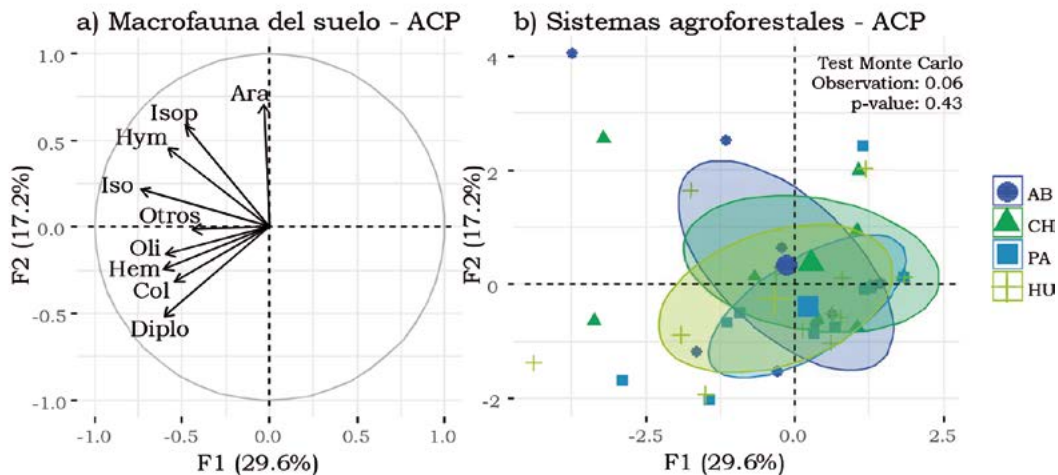 a) Macrofauna del suelo - ACP
1.0
0.5
0.0
-0.5
-1.0
F2 (17.2%)
Ara
Isop
Hym
Iso
Otros
Oli
Hem
Col
Diplo
-1.0 -0.5 0.0 0.5 1.0
F1 (29.6%)
b) Sistemas agroforestales - ACP
Test Monte Carlo
Observation: 0.06
p-value: 0.43
4
2
0
-2
F2 (17.2%)
-2.5 0.0 2.5
F1 (29.6%)
AB
CH
PA
HU